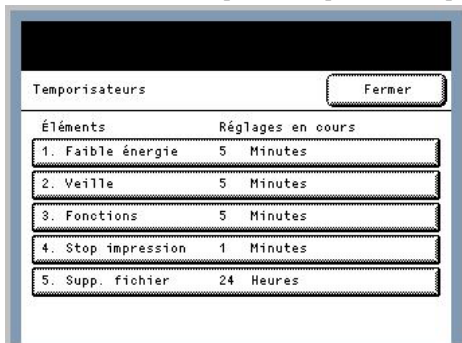 Temporisateurs Fermer
Éléments Réglages en cours
1. Faible énergie 5 Minutes
2. Veille 5 Minutes
3. Fonctions 5 Minutes
4. Stop impression 1 Minutes
5. Supp. fichier 24 Heures